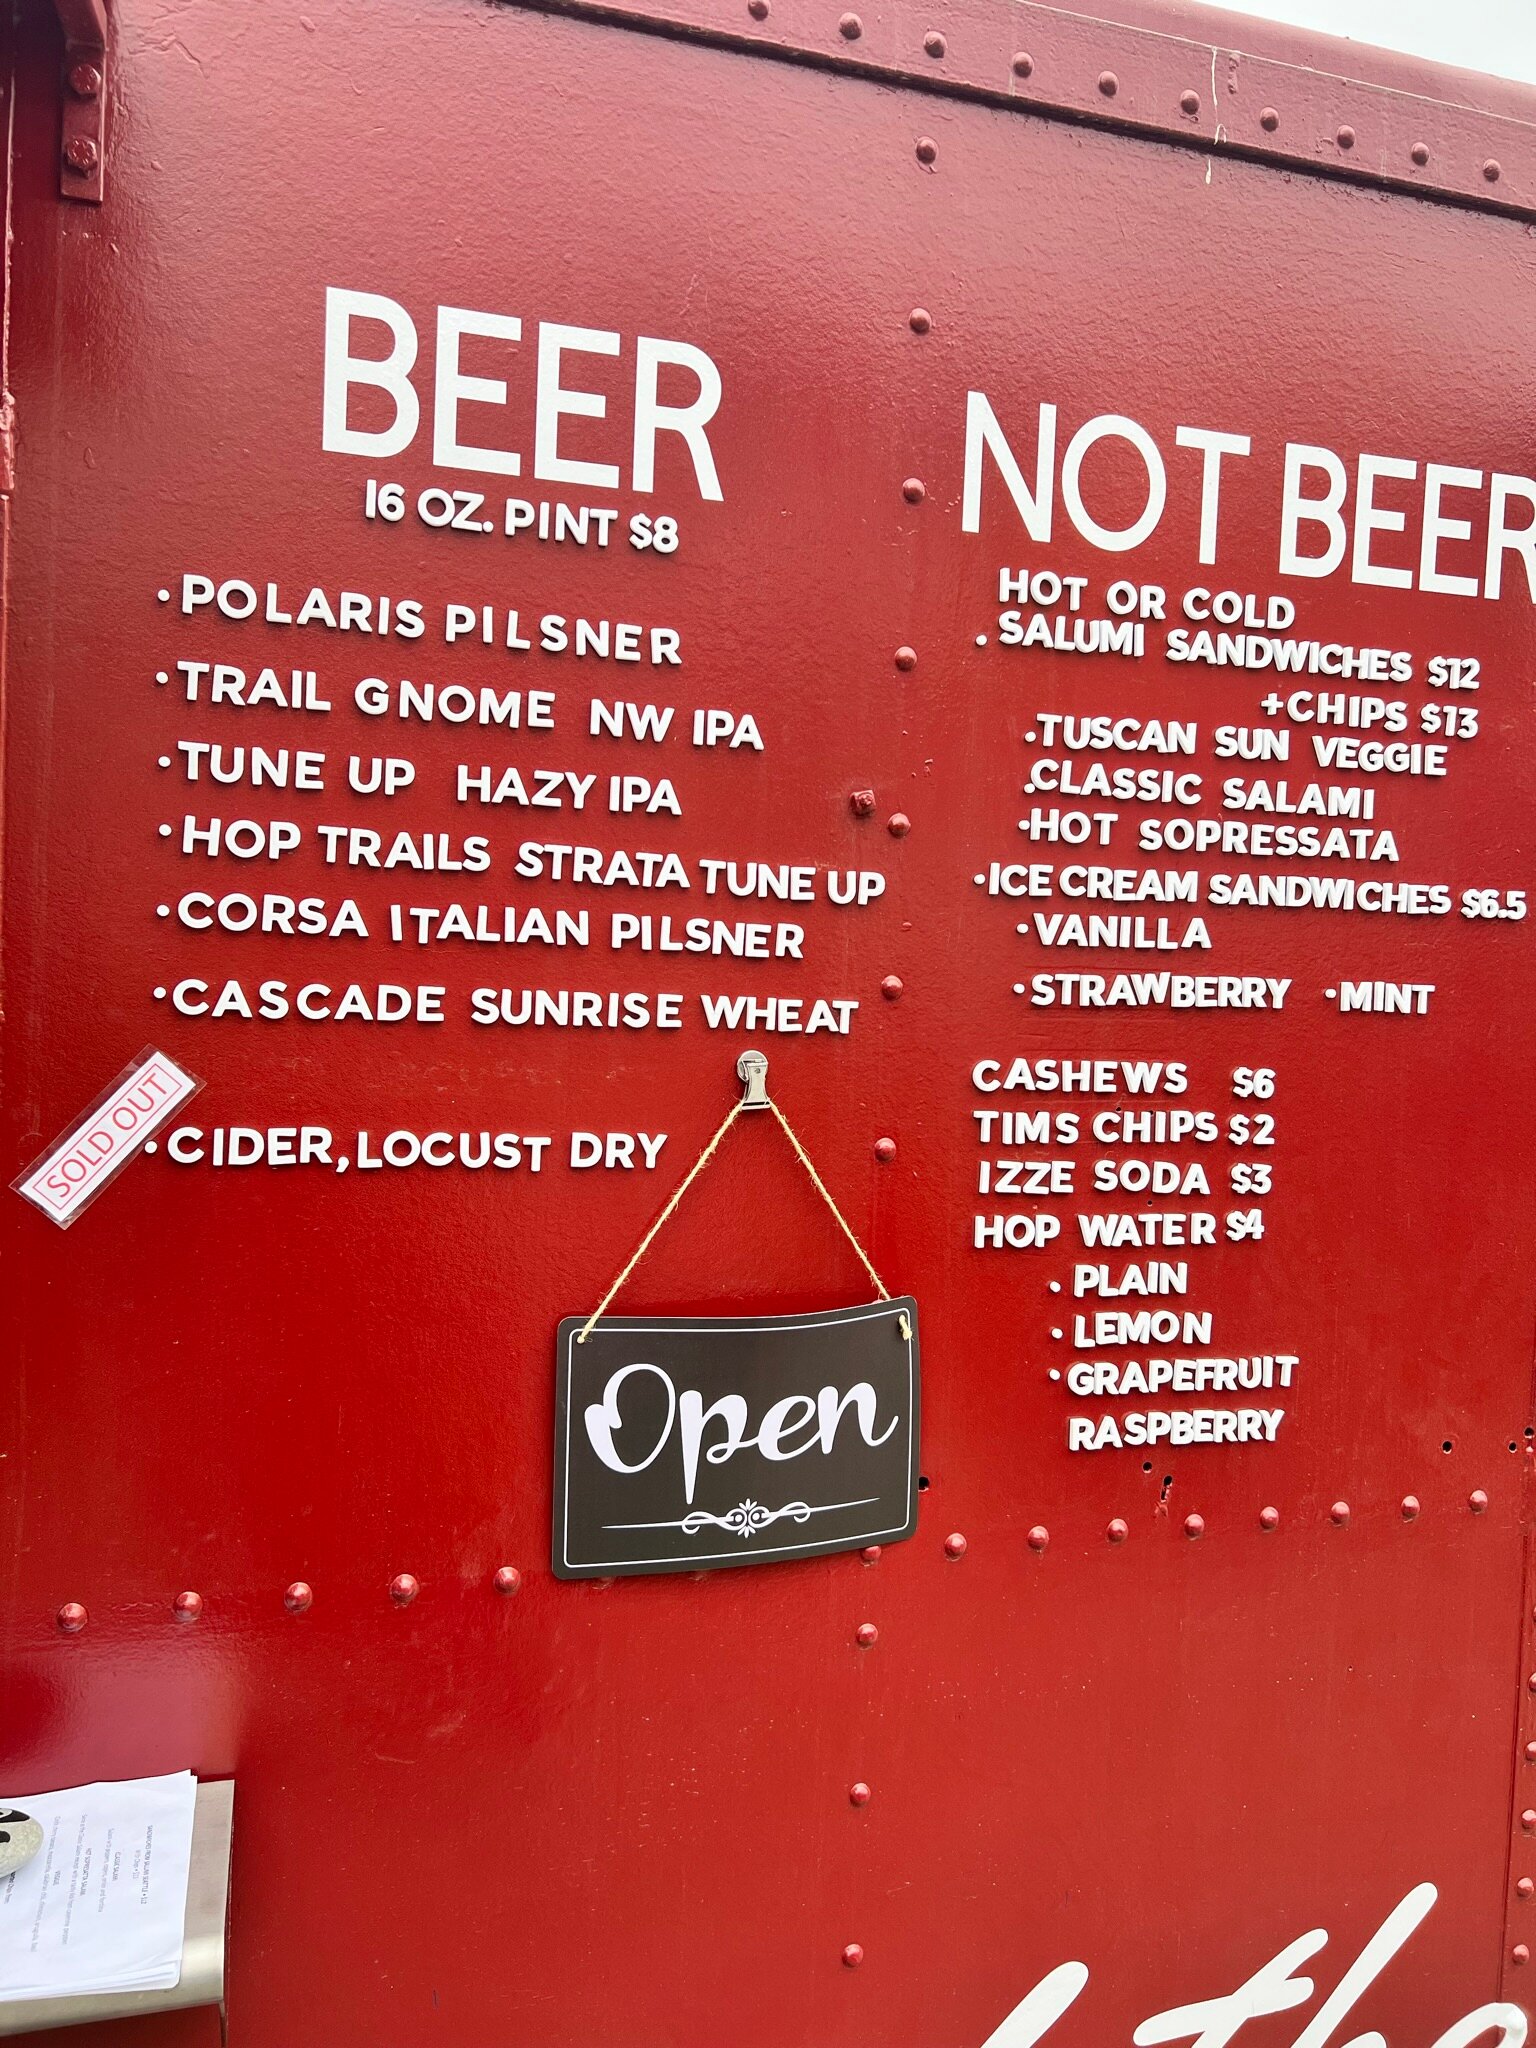 BEER
16 OZ. PINT $8
·POLARIS PILSNER
·TRAIL GNOME NW IPA
·TUNE UP HAZY IPA
·HOP TRAILS STRATA TUNE UP
·CORSA ITALIAN PILSNER
·CASCADE SUNRISE WHEAT
SOLD OUT
·CIDER, LOCUST DRY
Open
NOT BEER
HOT OR COLD
·SALUMI SANDWICHES $12
+CHIPS $13
·TUSCAN SUN VEGGIE
·CLASSIC SALAMI
·HOT SOPRESSATA
·ICE CREAM SANDWICHES $6.5
·VANILLA
·STRAWBERRY ·MINT
CASHEWS $6
TIMS CHIPS $2
IZZE SODA $3
HOP WATER $4
·PLAIN
·LEMON
·GRAPEFRUIT
RASPBERRY
the